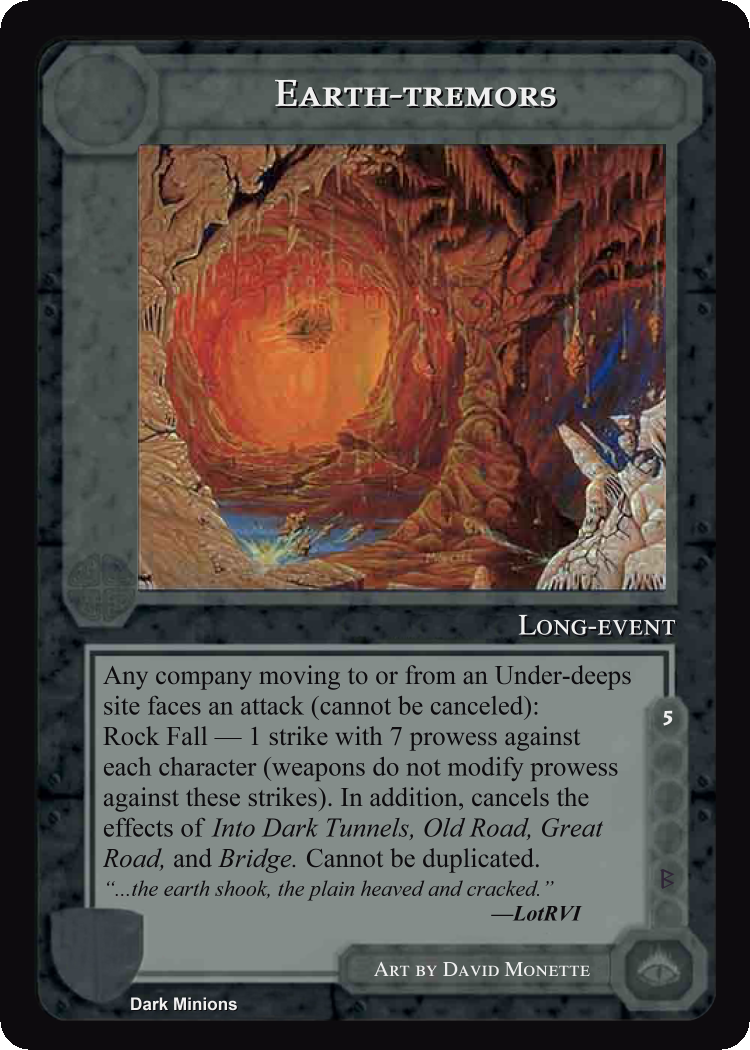 Earth-tremors
Long-event
Any company moving to or from an Under-deeps
site faces an attack (cannot be canceled):
Rock Fall — 1 strike with 7 prowess against
each character (weapons do not modify prowess
against these strikes). In addition, cancels the
effects of Into Dark Tunnels, Old Road, Great
Road, and Bridge. Cannot be duplicated.
“...the earth shook, the plain heaved and cracked.”
—LotRVI
5
Art by David Monette
Dark Minions